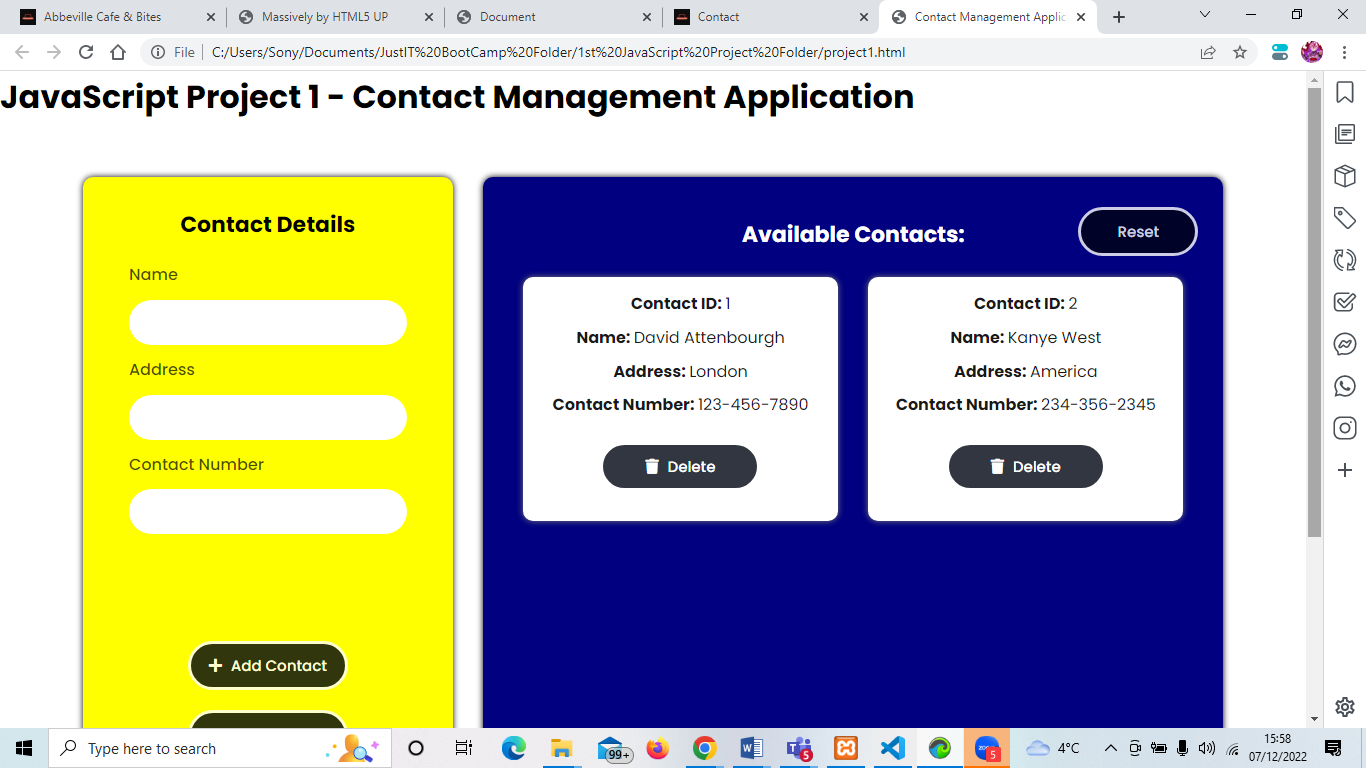 Abbeville Cafe & Bites
Massively by HTML5 UP
Document
Contact
Contact Management Applic
File
C:/Users/Sony/Documents/JustIT%20BootCamp%20Folder/1st%20JavaScript%20Project%20Folder/project1.html
JavaScript Project 1 - Contact Management Application
Contact Details
Name
Address
Contact Number
Add Contact
Available Contacts:
Reset
Contact ID: 1
Name: David Attenbourgh
Address: London
Contact Number: 123-456-7890
Delete
Contact ID: 2
Name: Kanye West
Address: America
Contact Number: 234-356-2345
Delete
Type here to search
99+
5
zoom
5
4°C
15:58
07/12/2022